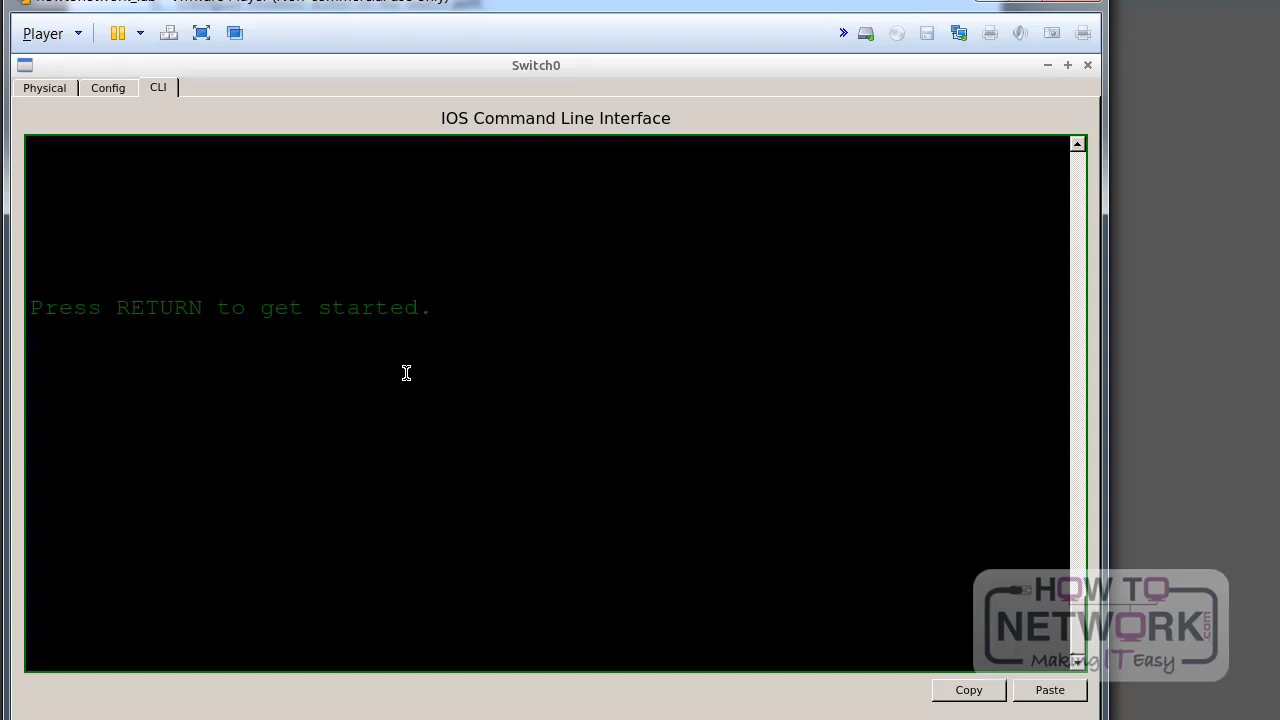 Player
Switch0
Physical
Config
CLI
IOS Command Line Interface
Press RETURN to get started.
HOW TO
NETWORK
.com
Making IT Easy
Copy
Paste